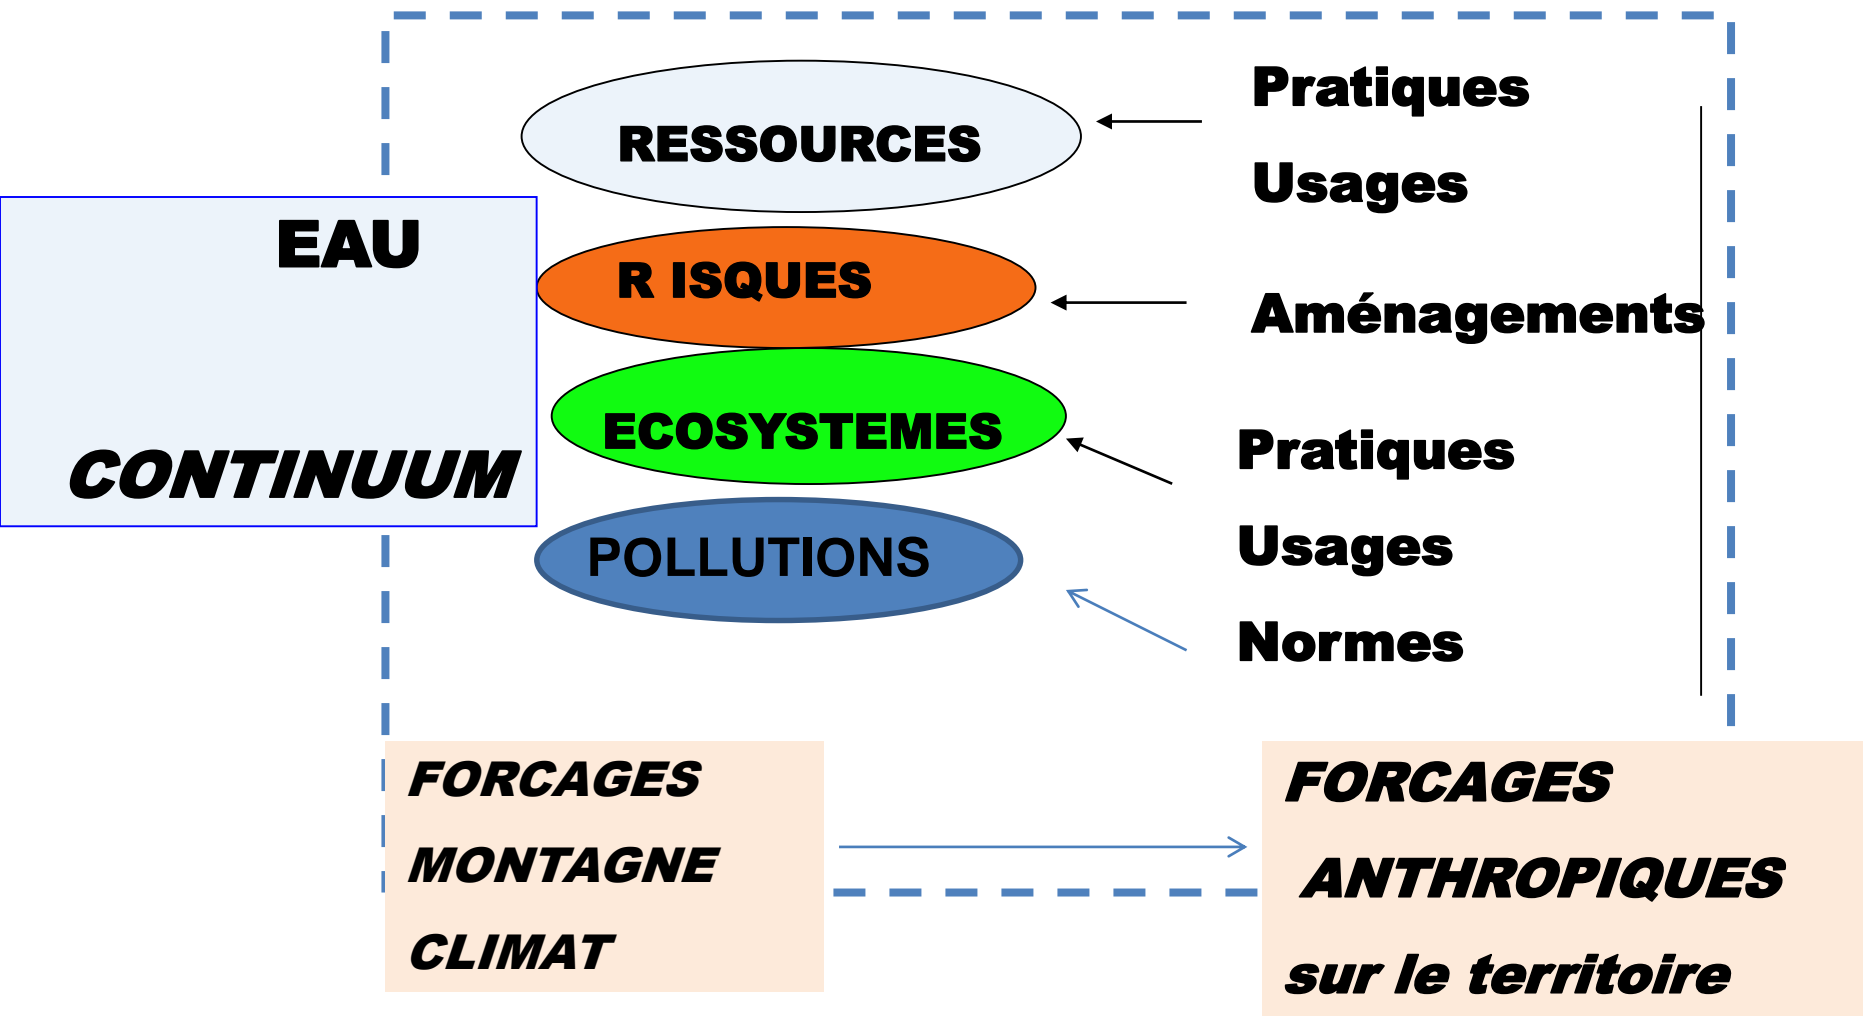 EAU
CONTINUUM
RESSOURCES
R ISQUES
ECOSYSTEMES
POLLUTIONS
Pratiques
Usages
Aménagements
Pratiques
Usages
Normes
FORCAGES
MONTAGNE
CLIMAT
FORCAGES
ANTHROPIQUES
sur le territoire